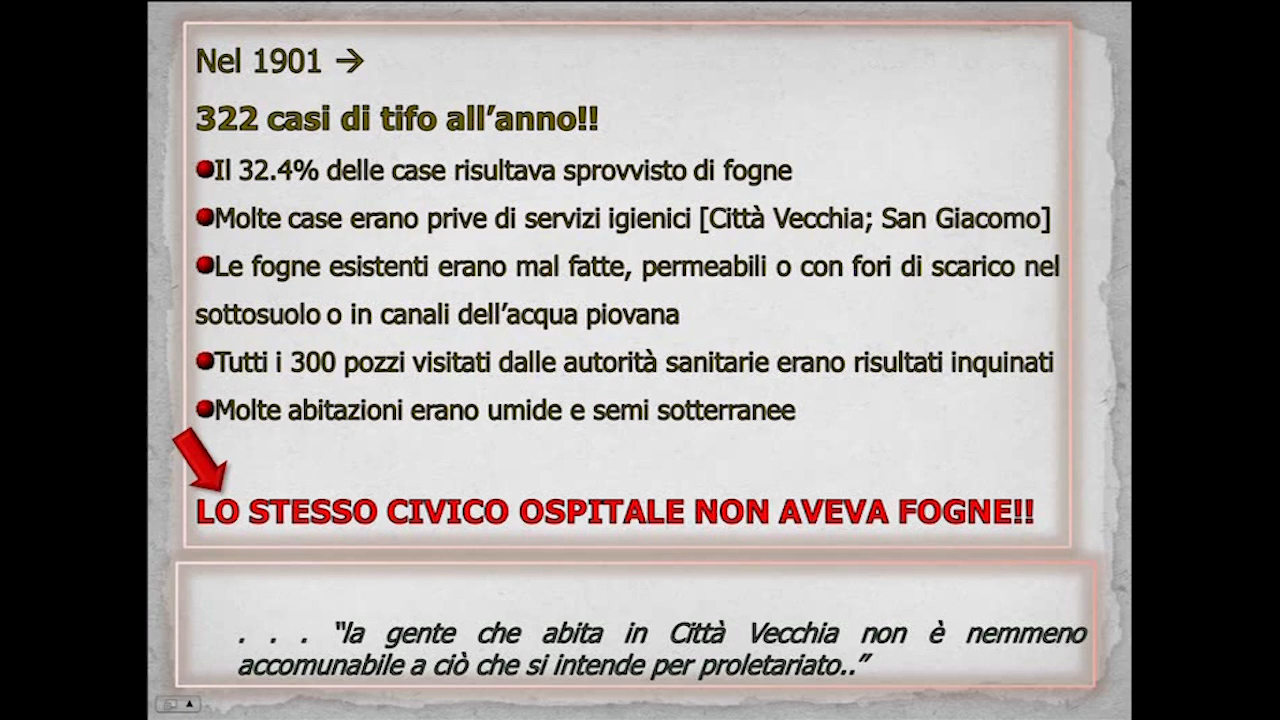 Nel 1901 →
322 casi di tifo all’anno!!
Il 32.4% delle case risultava sprovvisto di fogne
Molte case erano prive di servizi igienici [Città Vecchia; San Giacomo]
Le fogne esistenti erano mal fatte, permeabili o con fori di scarico nel
sottosuolo o in canali dell’acqua piovana
Tutti i 300 pozzi visitati dalle autorità sanitarie erano risultati inquinati
Molte abitazioni erano umide e semi sotterranee
LO STESSO CIVICO OSPITALE NON AVEVA FOGNE!!
. . . “la gente che abita in Città Vecchia non è nemmeno
accomunabile a ciò che si intende per proletariato..”